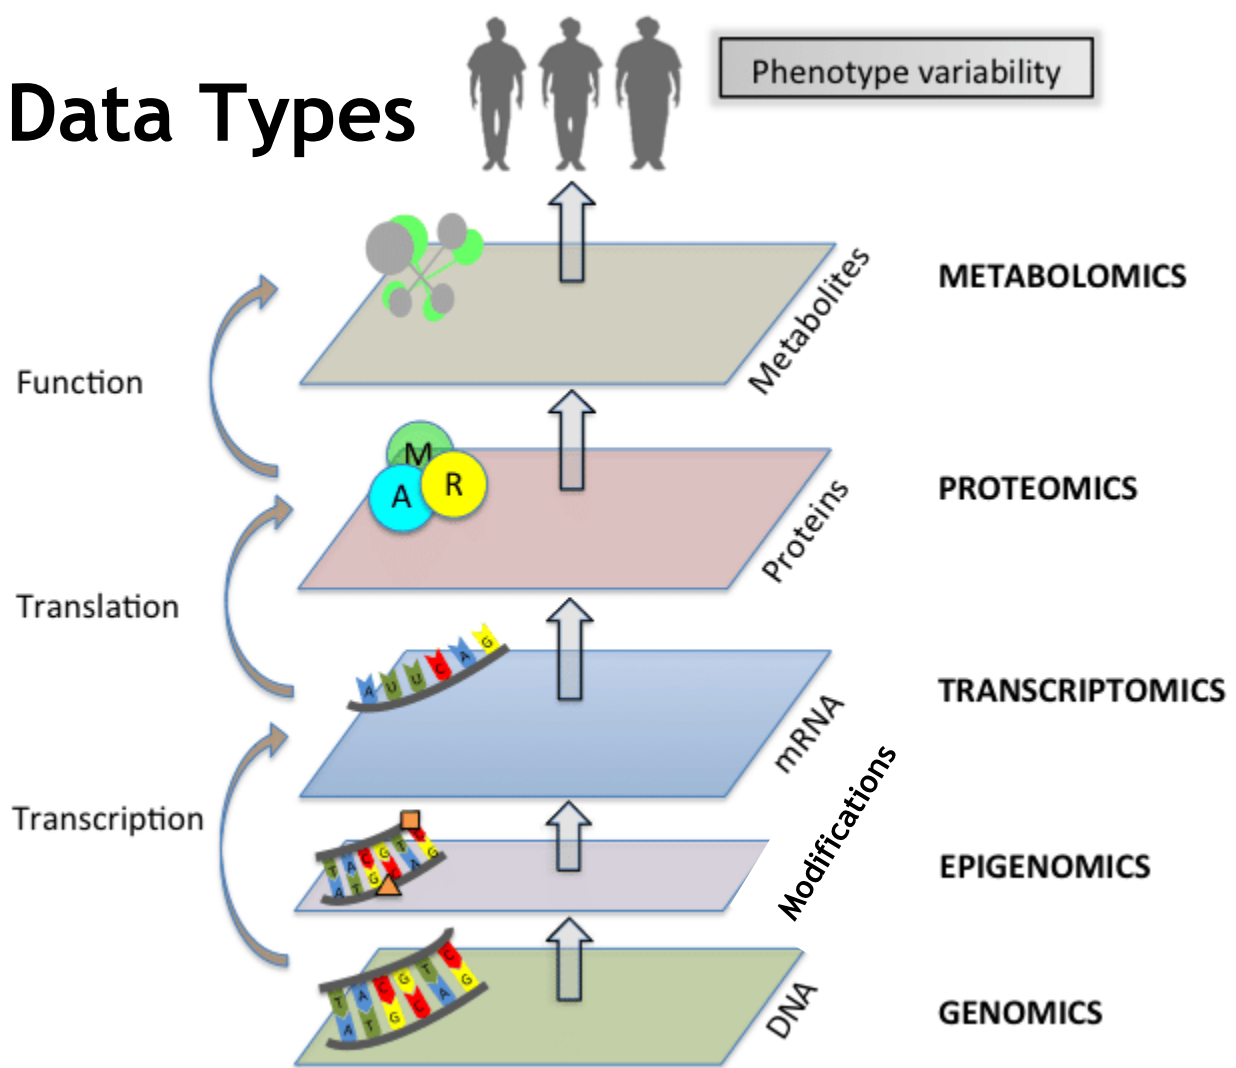 Data Types
Phenotype variability
Metabolites
METABOLOMICS
Function
M
A
R
Proteins
PROTEOMICS
Translation
A U U C A G
mRNA
TRANSCRIPTOMICS
Transcription
T A C G T
A T G A G
Modifications
EPIGENOMICS
T A C G T C
A T G C A G
DNA
GENOMICS